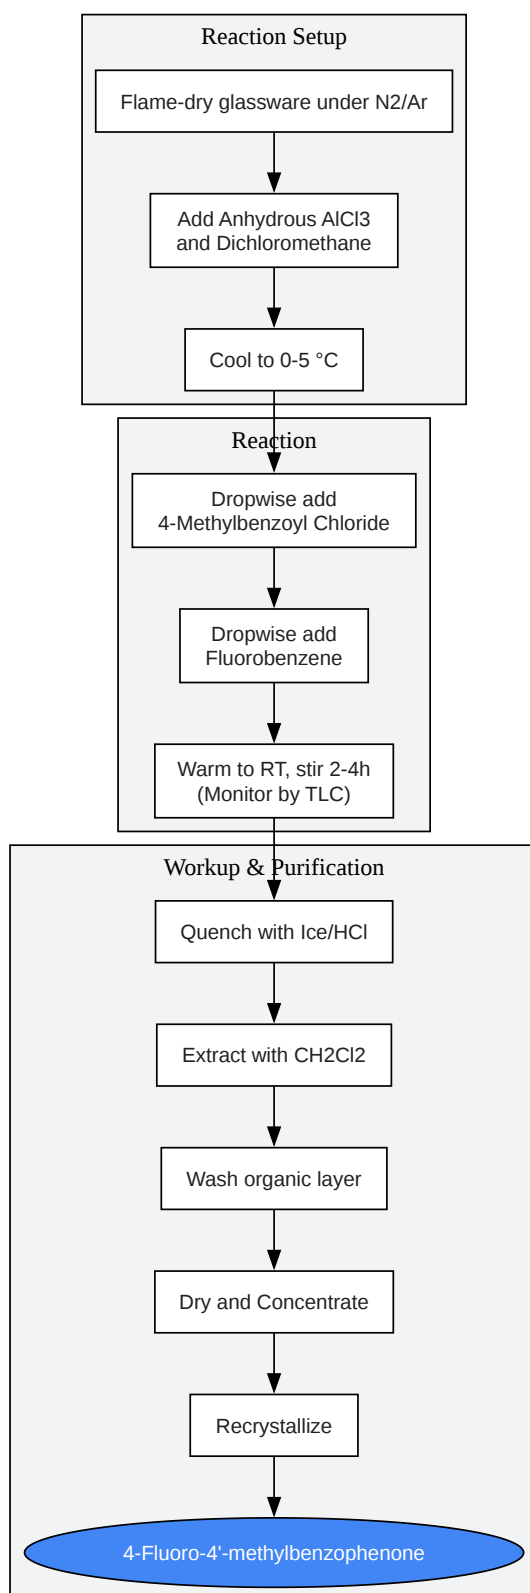 Reaction Setup
Flame-dry glassware under N2/Ar
Add Anhydrous AlCl3
and Dichloromethane
Cool to 0-5 °C
Reaction
Dropwise add
4-Methylbenzoyl Chloride
Dropwise add
Fluorobenzene
Warm to RT, stir 2-4h
(Monitor by TLC)
Workup & Purification
Quench with Ice/HCl
Extract with CH2Cl2
Wash organic layer
Dry and Concentrate
Recrystallize
4-Fluoro-4'-methylbenzophenone